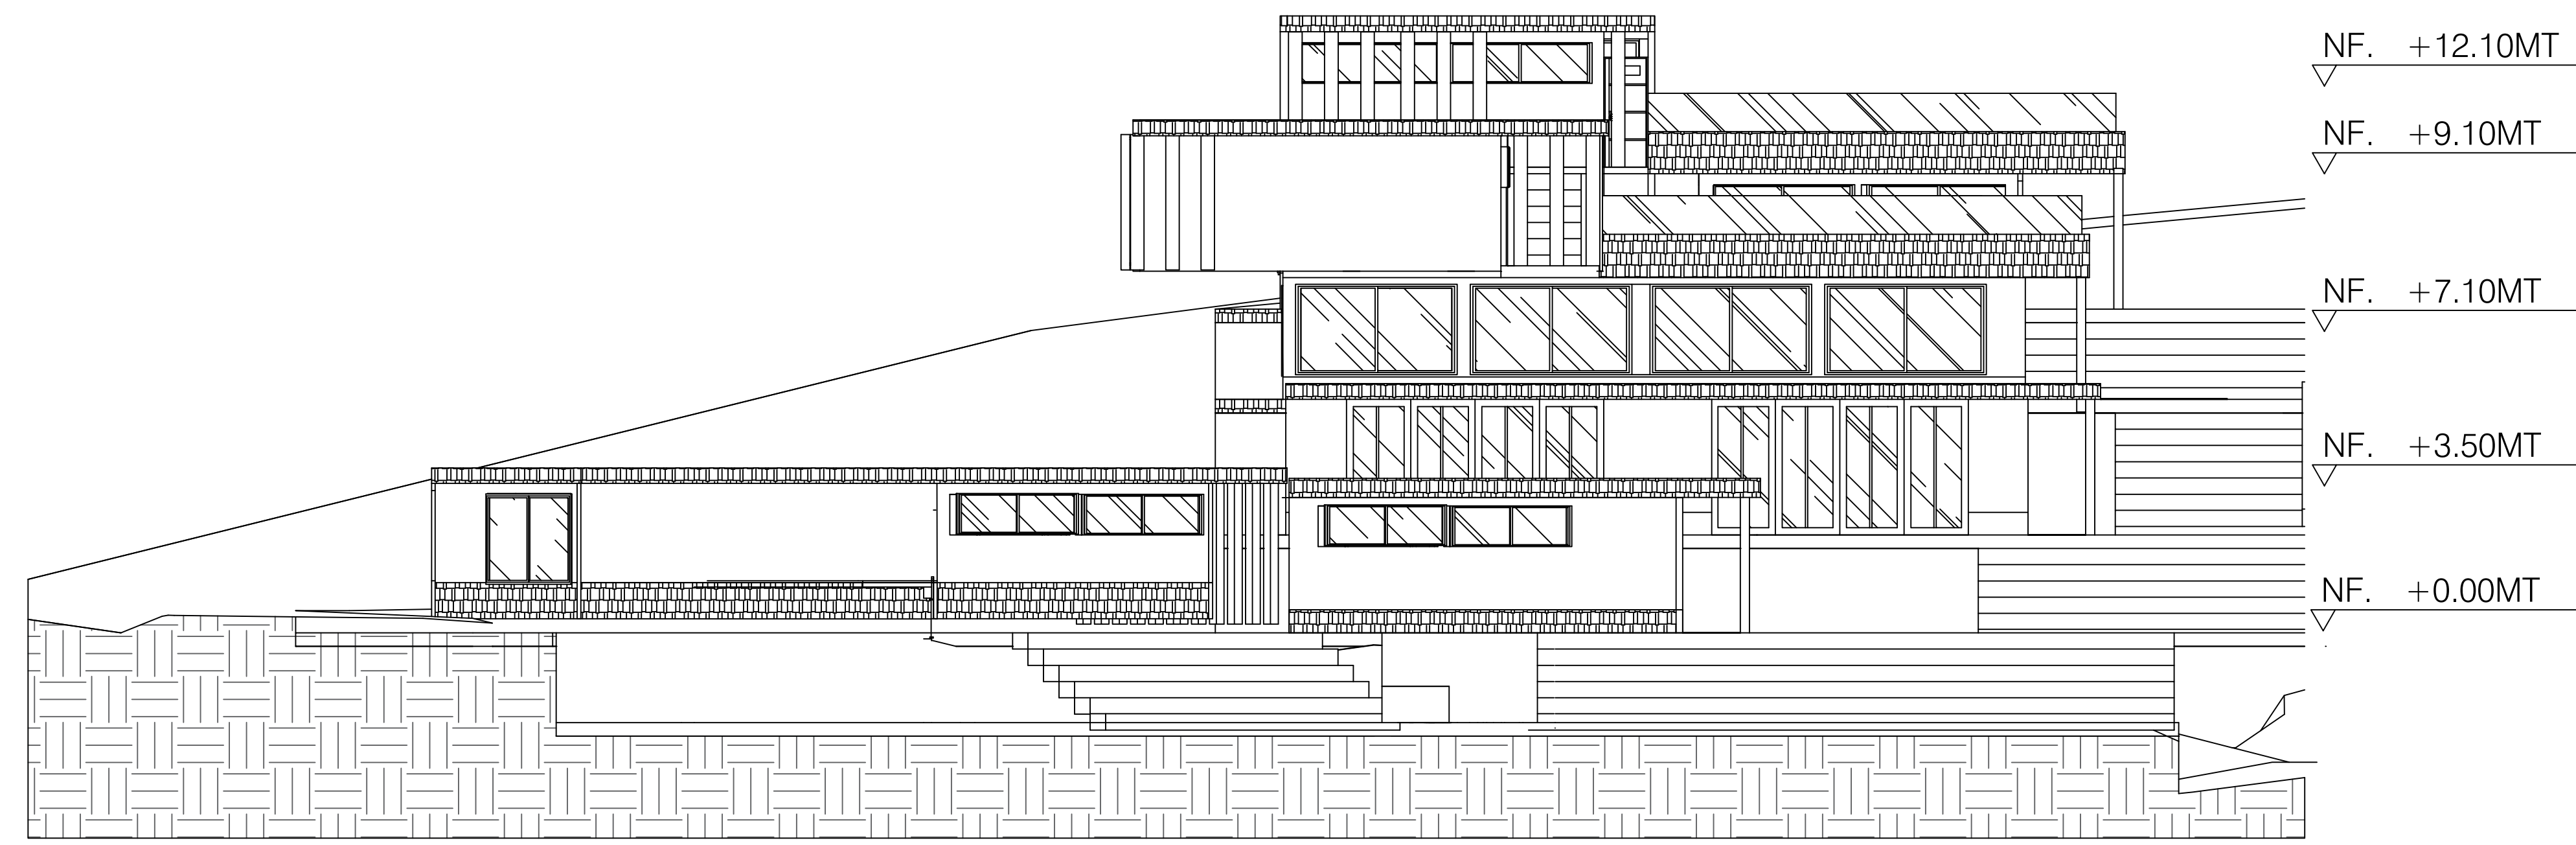 NF. +12.10MT
NF. +9.10MT
NF. +7.10MT
NF. +3.50MT
NF. +0.00MT